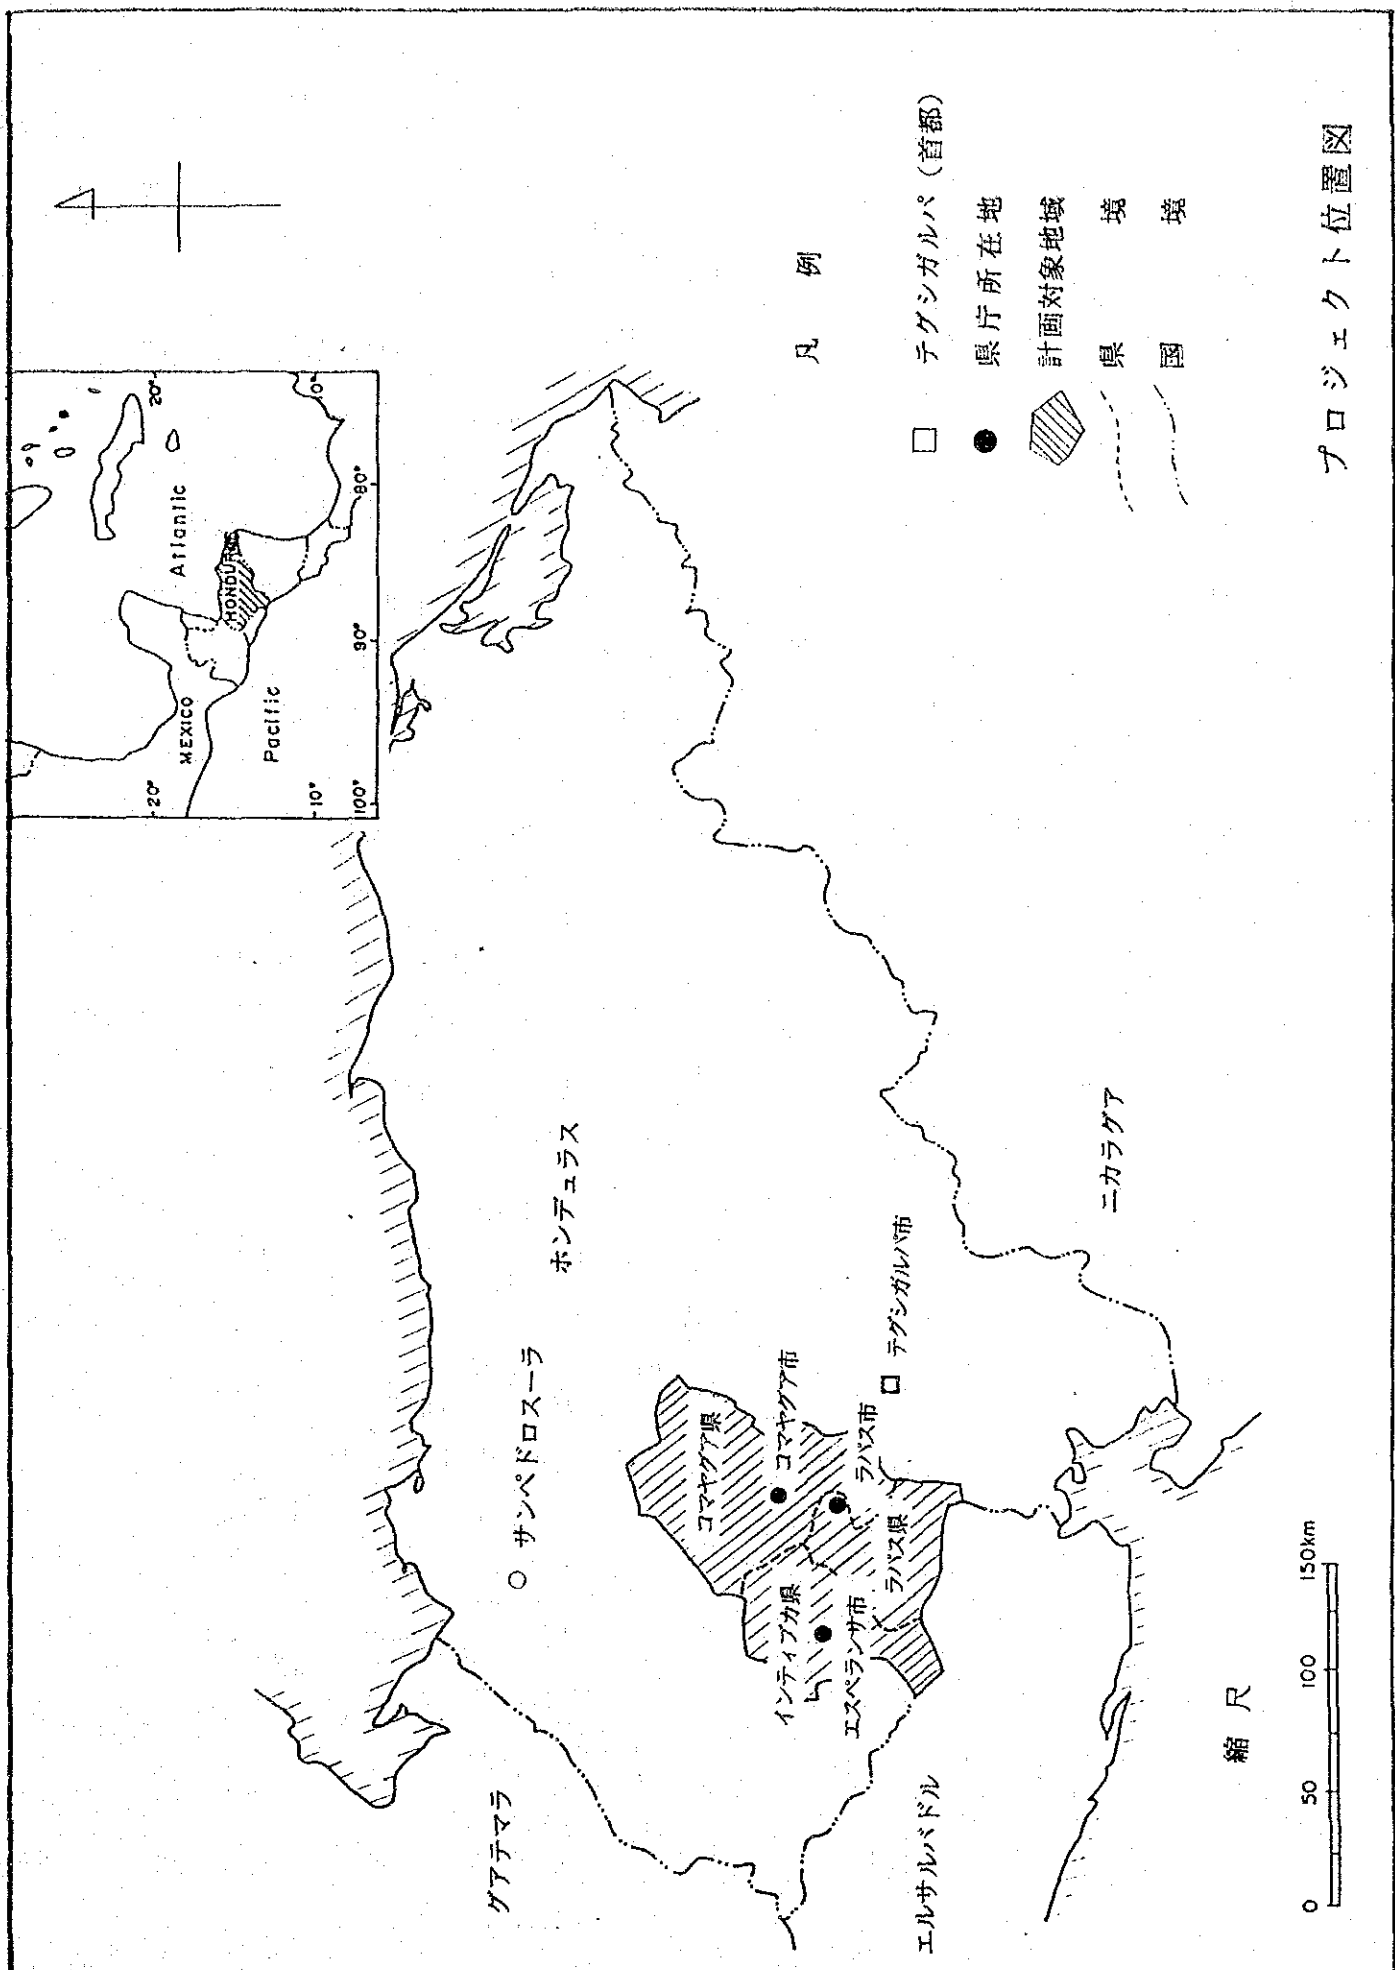 20°
10°
100°
90°
80°
20°
0°
MEXICO
Atlantic
Pacific
HONDURAS
グアテマラ
サンペドロスーラ
ホンデュラス
コマヤグア県
コマヤグア市
インティブカ県
エスペランサ市
ラパス市
ラパス県
テグシガルパ市
エルサルバドル
ニカラグア
凡 例
テグシガルパ（首都）
県庁所在地
計画対象地域
県 境
国 境
縮 尺
0 50 100 150km
プロジェクト位置図